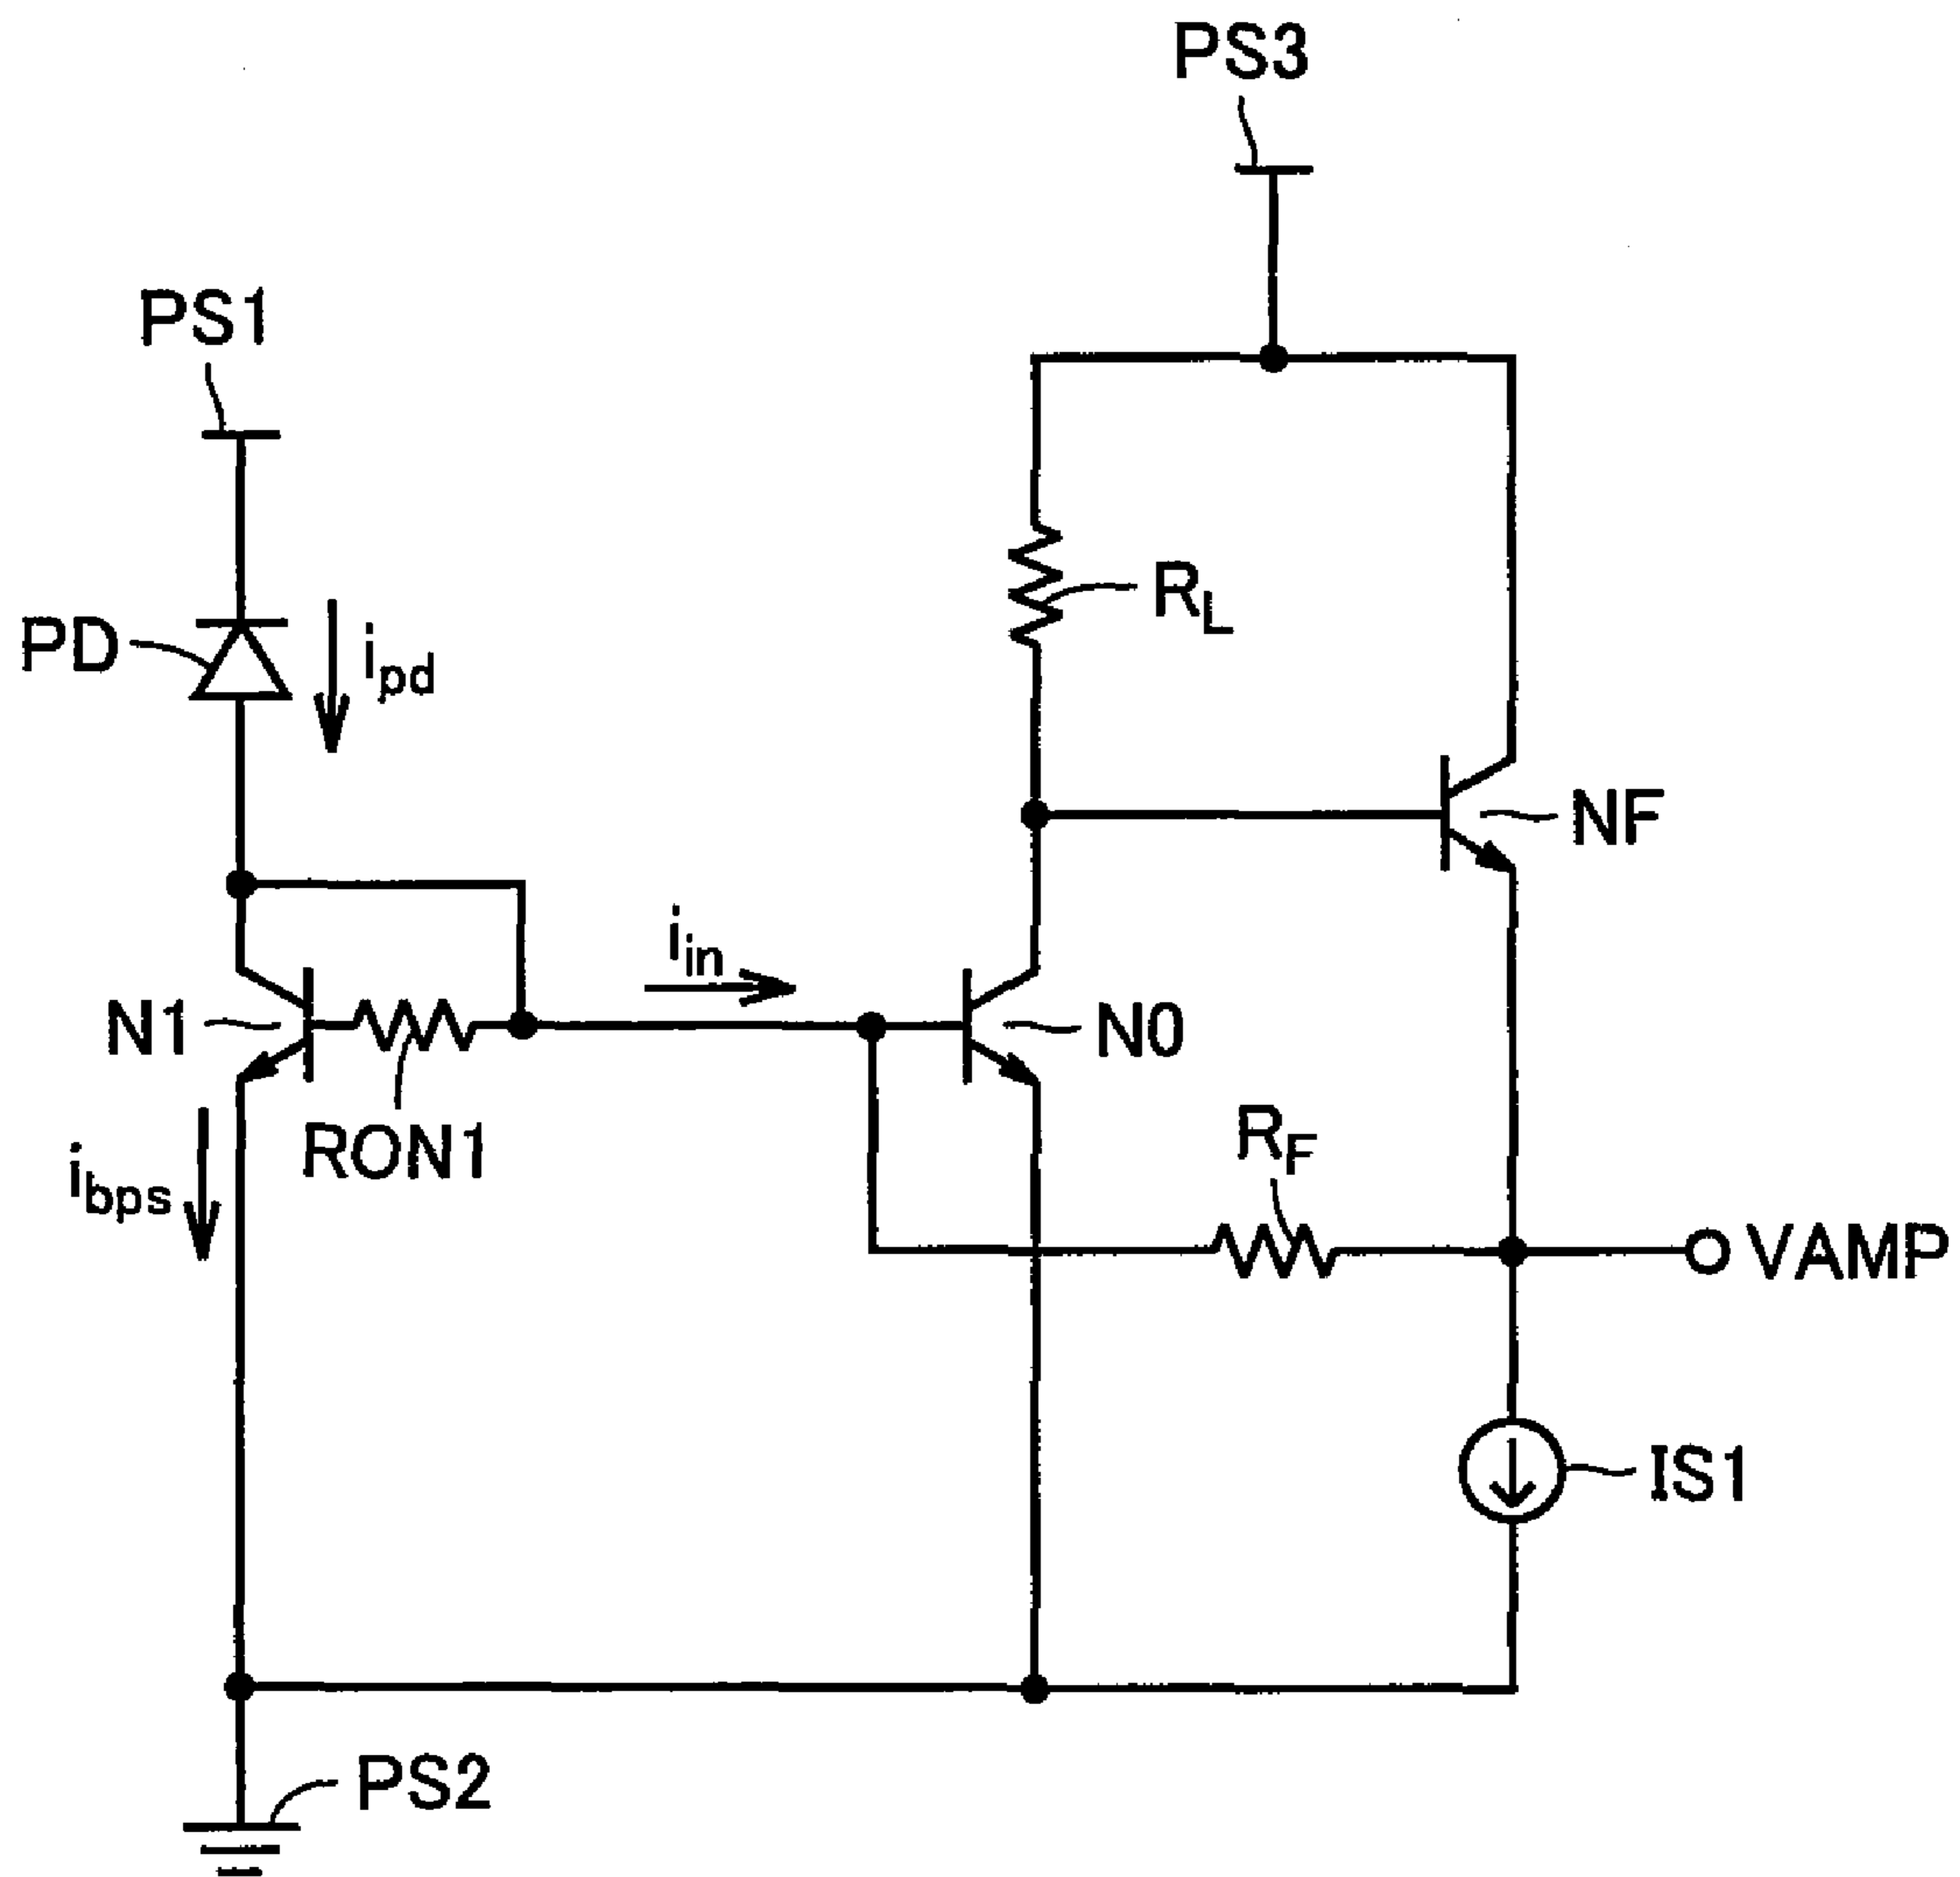 PS3
PS1
PD
ipd
RL
NF
iin
N1
N0
RON1
RF
ibps
VAMP
IS1
PS2